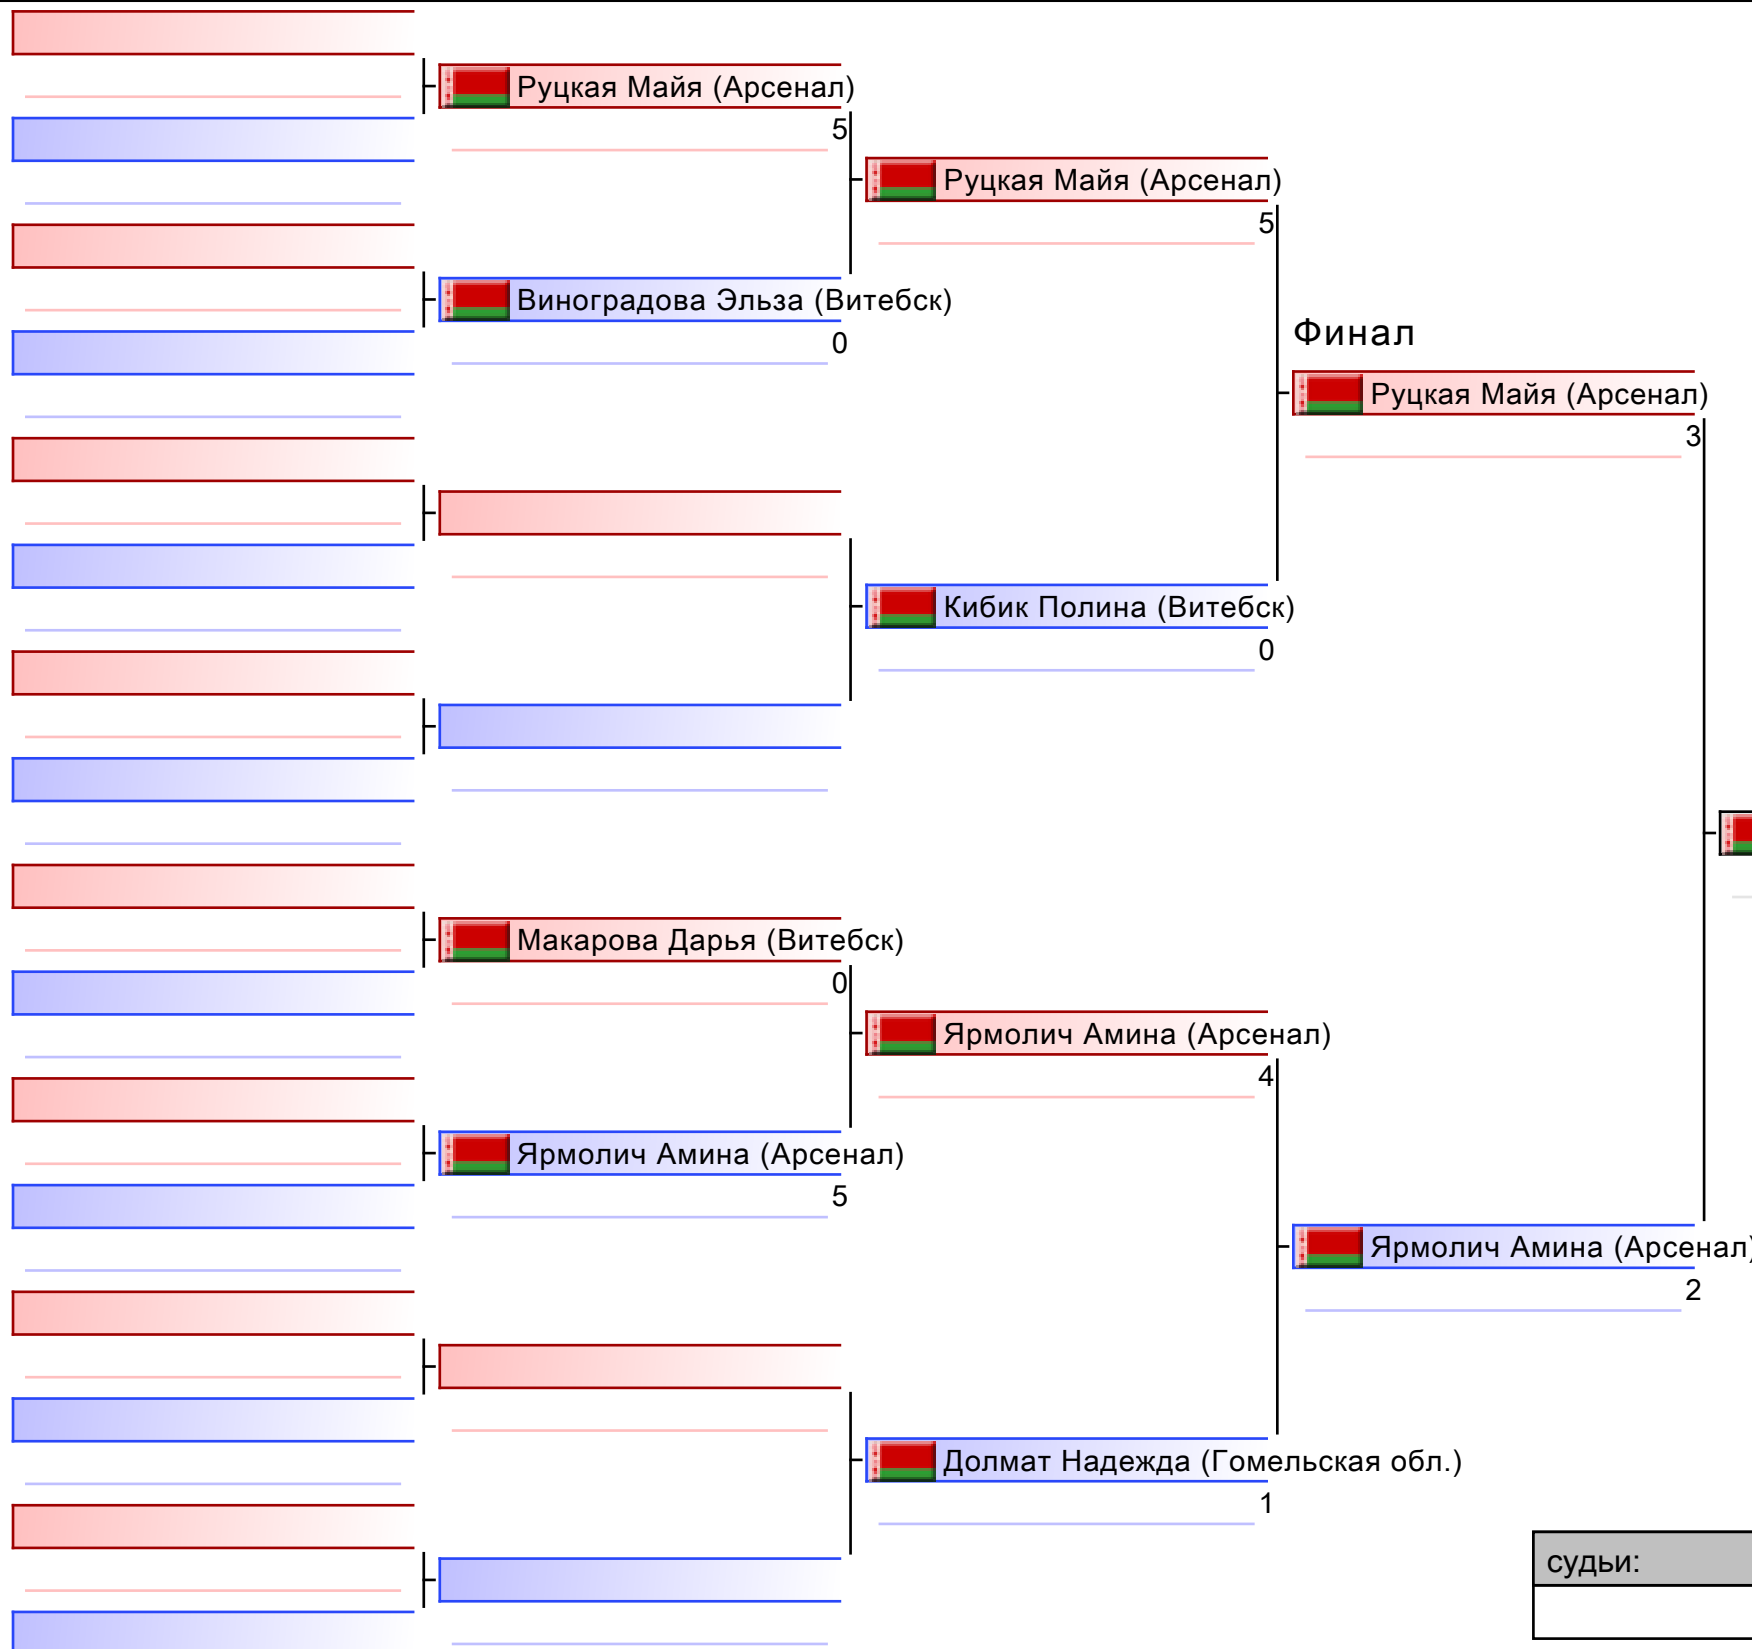 Руцкая Майя (Арсенал)
5
Руцкая Майя (Арсенал)
5
Виноградова Эльза (Витебск)
0
Финал
Руцкая Майя (Арсенал)
3
Кибик Полина (Витебск)
0
Макарова Дарья (Витебск)
0
Ярмолич Амина (Арсенал)
4
Ярмолич Амина (Арсенал)
5
Ярмолич Амина (Арсенал)
2
Долмат Надежда (Гомельская обл.)
1
судьи: